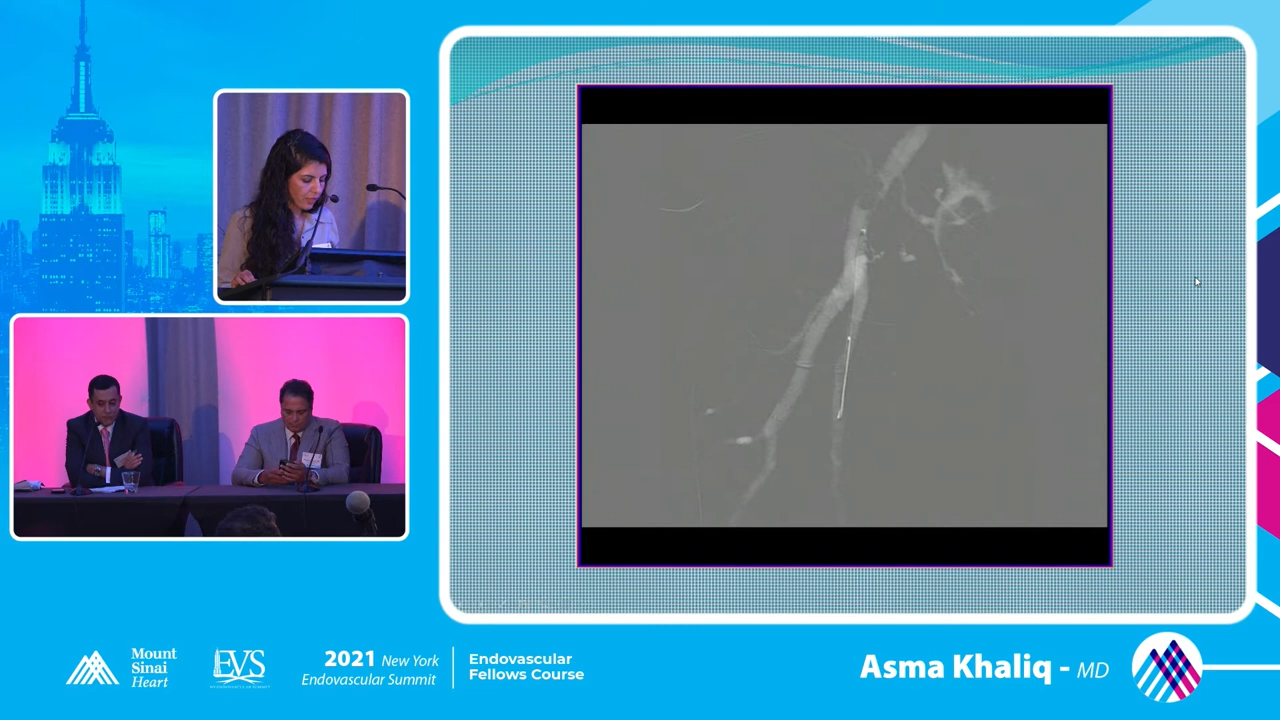 Mount
Sinai
Heart
EVS
2021 New York
Endovascular Summit
Endovascular
Fellows Course
Asma Khaliq - MD